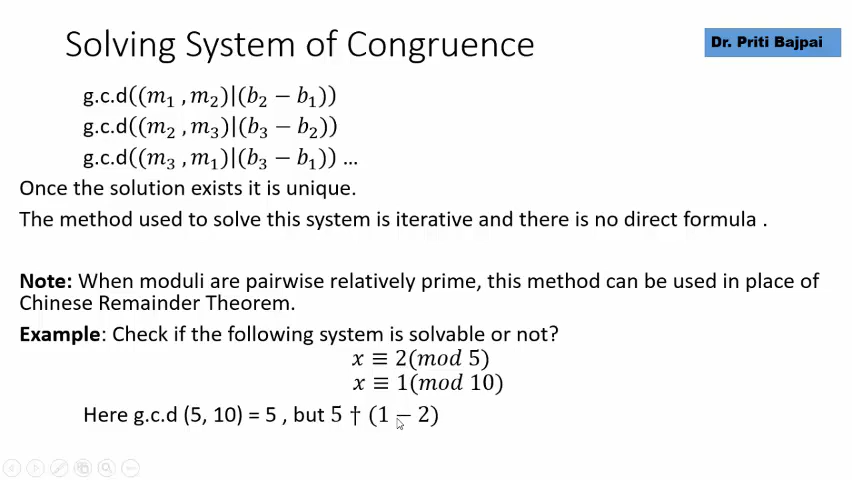 Solving System of Congruence
Dr. Priti Bajpai
g.c.d((m₁ , m₂)|(b₂ − b₁))
g.c.d((m₂ , m₃)|(b₃ − b₂))
g.c.d((m₃ , m₁)|(b₃ − b₁)) ...
Once the solution exists it is unique.
The method used to solve this system is iterative and there is no direct formula .
Note: When moduli are pairwise relatively prime, this method can be used in place of
Chinese Remainder Theorem.
Example: Check if the following system is solvable or not?
x ≡ 2(mod 5)
x ≡ 1(mod 10)
Here g.c.d (5, 10) = 5 , but 5 † (1 − 2)